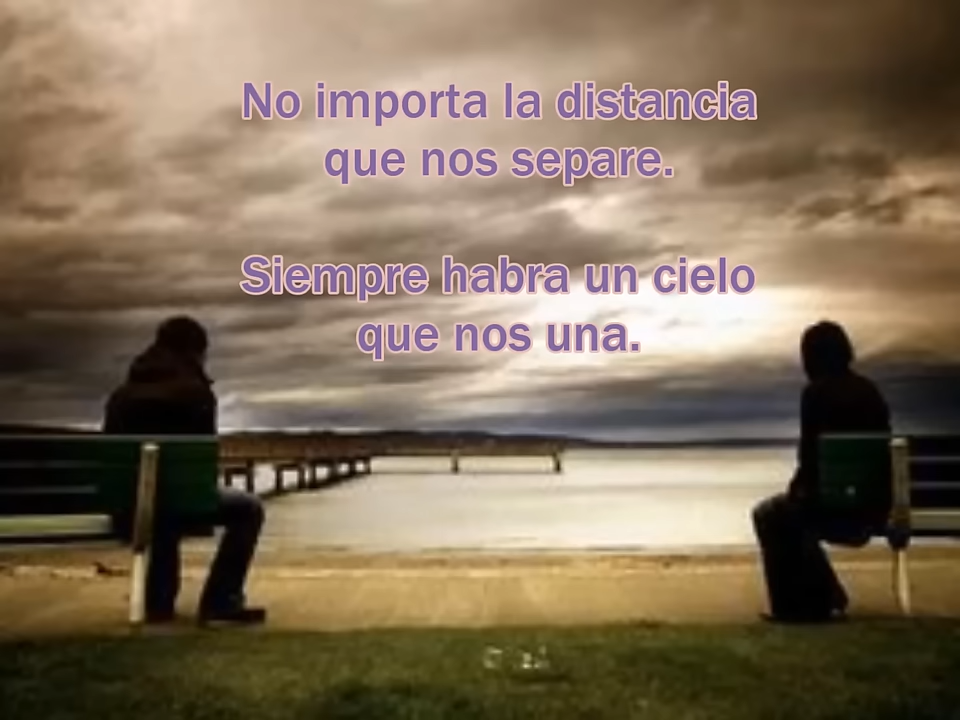 No importa la distancia
que nos separe.
Siempre habra un cielo
que nos una.